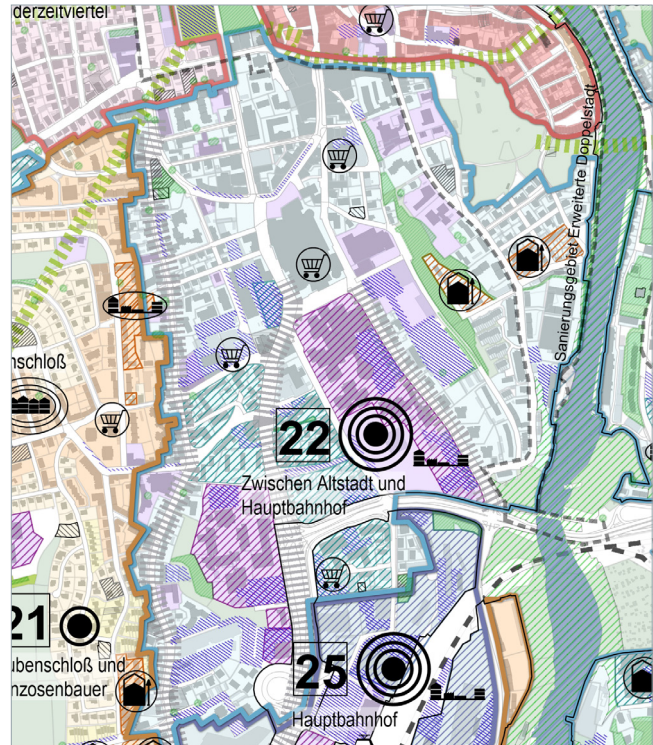 derzeitviertel
Sanierungsgebiet Erweiterte Doppelstadt
nschloß
22
Zwischen Altstadt und
Hauptbahnhof
21
ubenschloß und
nzosenbauer
25
Hauptbahnhof